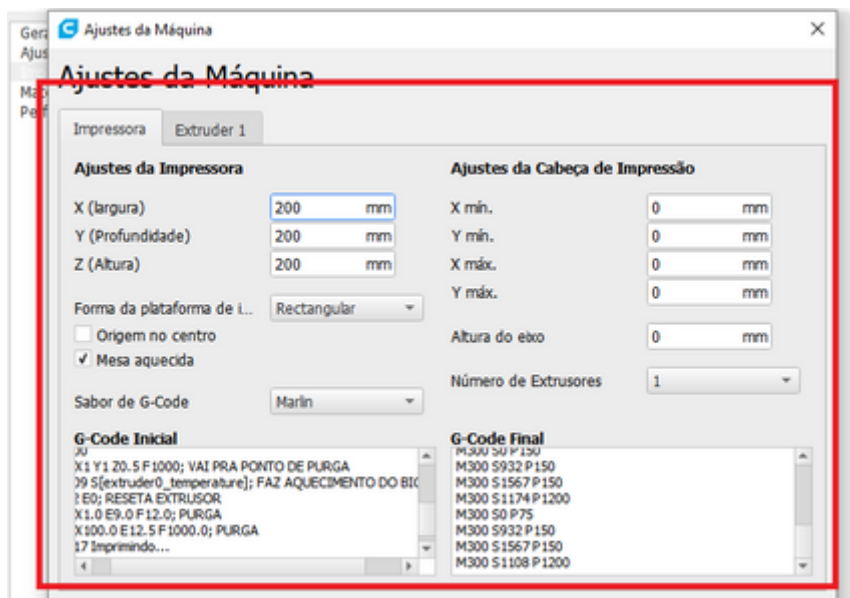 Ajustes da Máquina
Ajustes da Máquina
Gera
Ajus
Mate
Perf
Impressora
Extruder 1
Ajustes da Impressora
X (largura) 200 mm
Y (Profundidade) 200 mm
Z (Altura) 200 mm
Forma da plataforma de i... Rectangular
Origem no centro
Mesa aquecida
Sabor de G-Code Marlin
Ajustes da Cabeça de Impressão
X mín. 0 mm
Y mín. 0 mm
X máx. 0 mm
Y máx. 0 mm
Altura do eixo 0 mm
Número de Extrusores 1
G-Code Inicial
X1 Y1 Z0.5 F1000; VAI PRA PONTO DE PURGA
09 S[extruder0_temperature]; FAZ AQUECIMENTO DO BIC
2 E0; RESETA EXTRUSOR
X1.0 E9.0 F12.0; PURGA
X100.0 E12.5 F1000.0; PURGA
17 Imprimindo...
G-Code Final
M300 S0 P150
M300 S932 P150
M300 S1567 P150
M300 S1174 P1200
M300 S0 P75
M300 S932 P150
M300 S1567 P150
M300 S1108 P1200